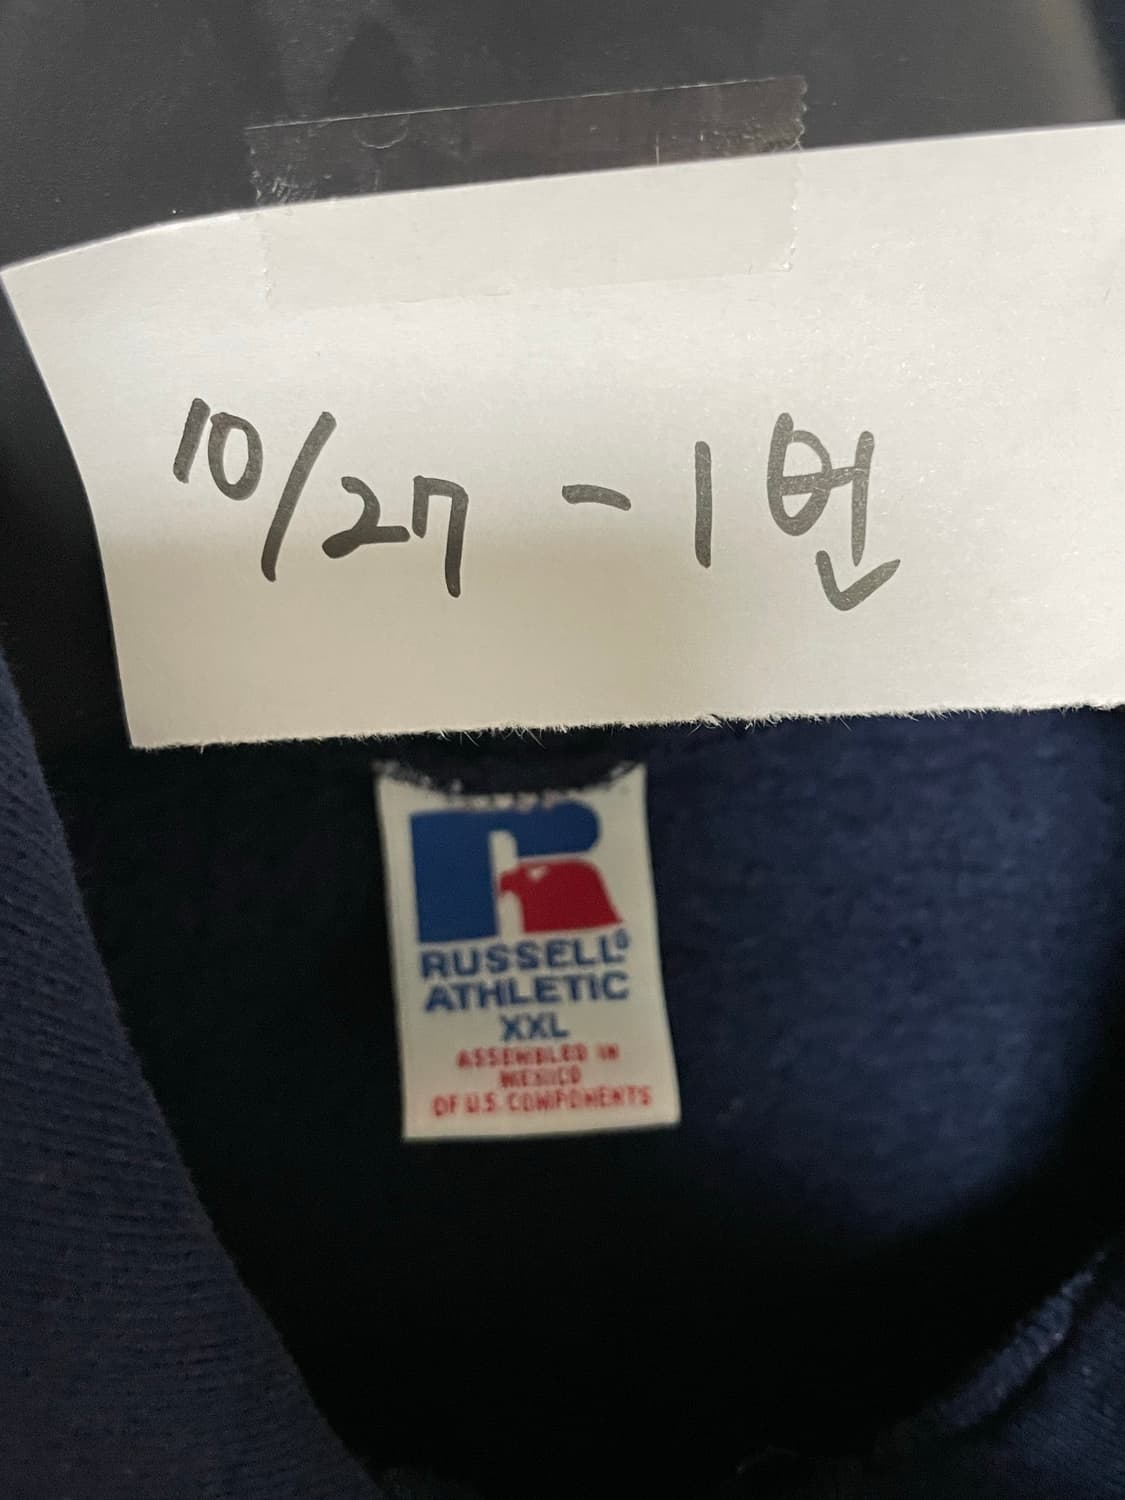 10/27 - 1번
RUSSELL®
ATHLETIC
XXL
ASSEMBLED IN
MEXICO
OF U.S. COMPONENTS